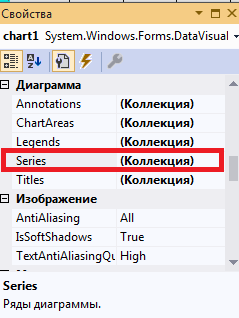 Свойства
chart1 System.Windows.Forms.DataVisual
Диаграмма
Annotations (Коллекция)
ChartAreas (Коллекция)
Legends (Коллекция)
Series (Коллекция)
Titles (Коллекция)
Изображение
AntiAliasing All
IsSoftShadows True
TextAntiAliasingQu High
Series
Ряды диаграммы.